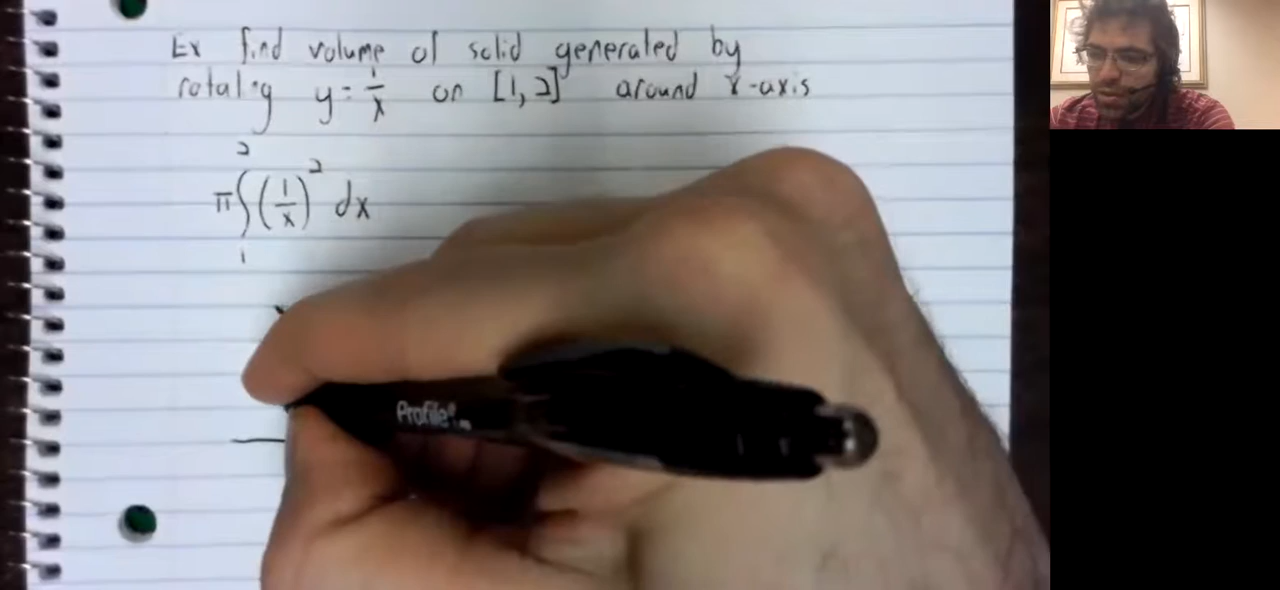 Ex find volume of solid generated by
rotating y = 1/x on [1,2] around x-axis
π∫₁² (1/x)² dx
Profile